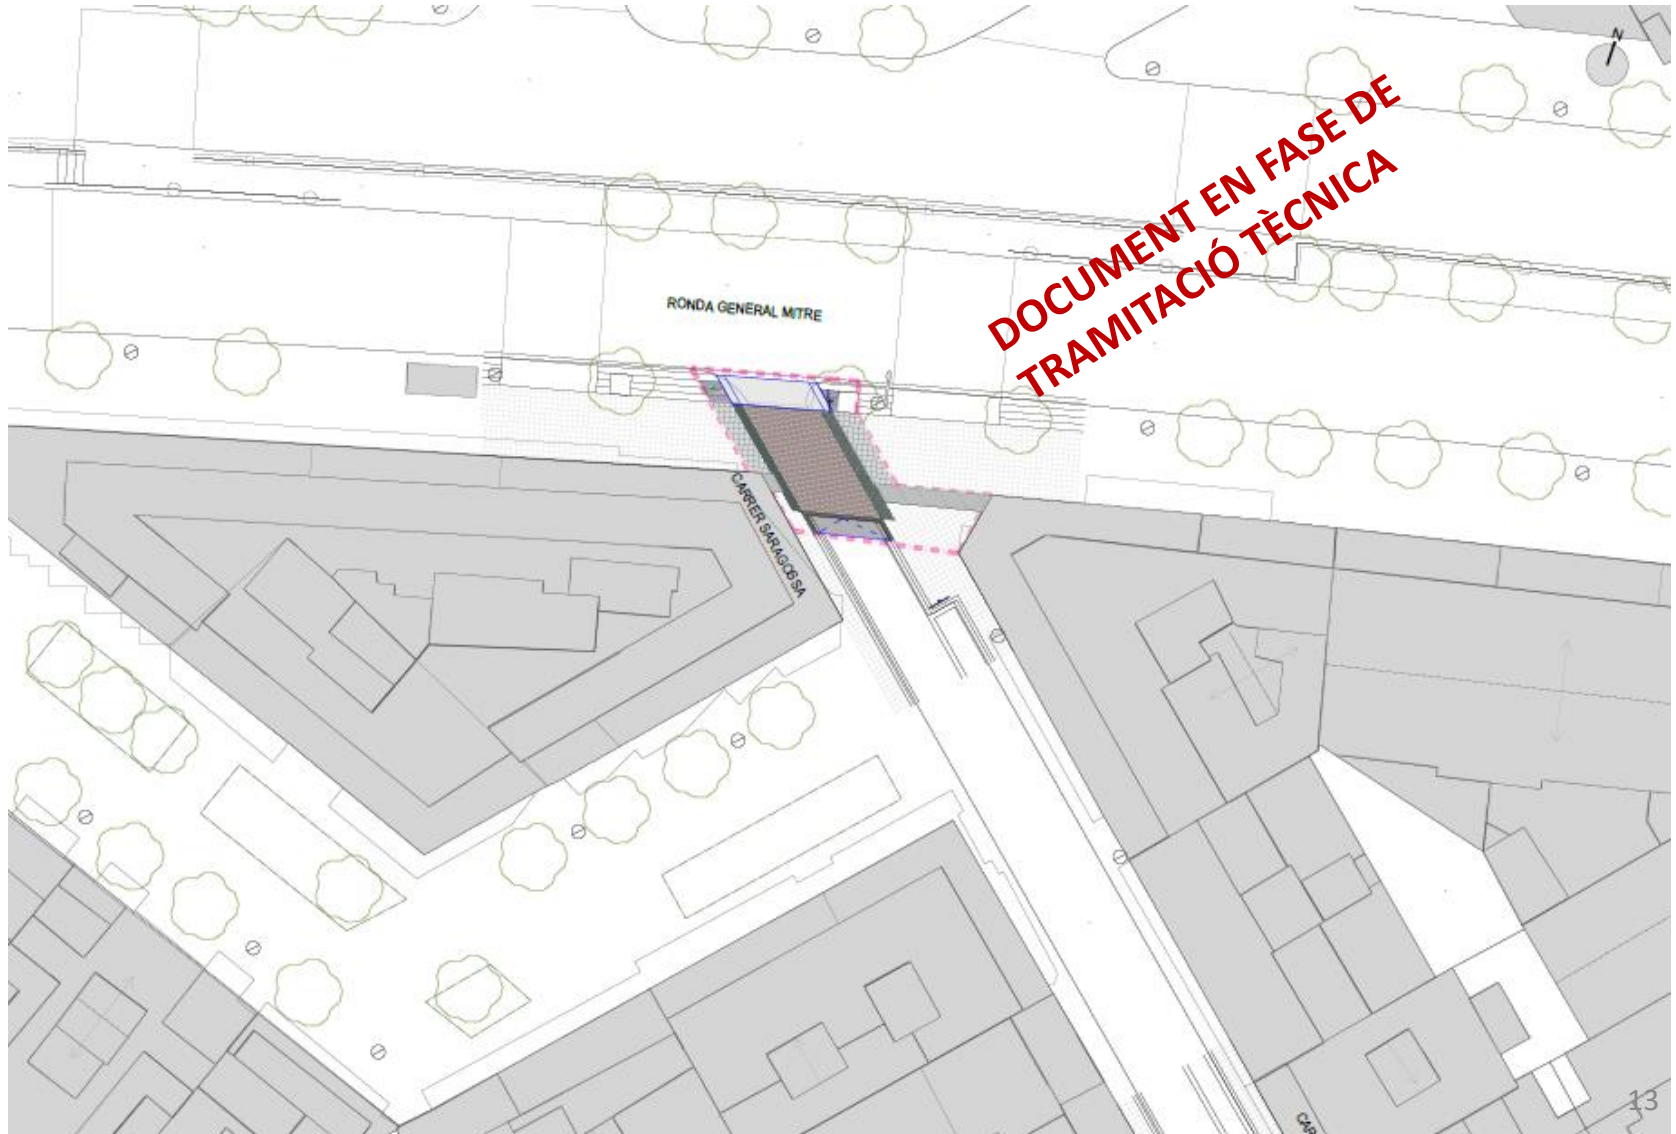 N
DOCUMENT EN FASE DE
TRAMITACIÓ TÈCNICA
RONDA GENERAL MITRE
CARRER SARAGOSSA
13